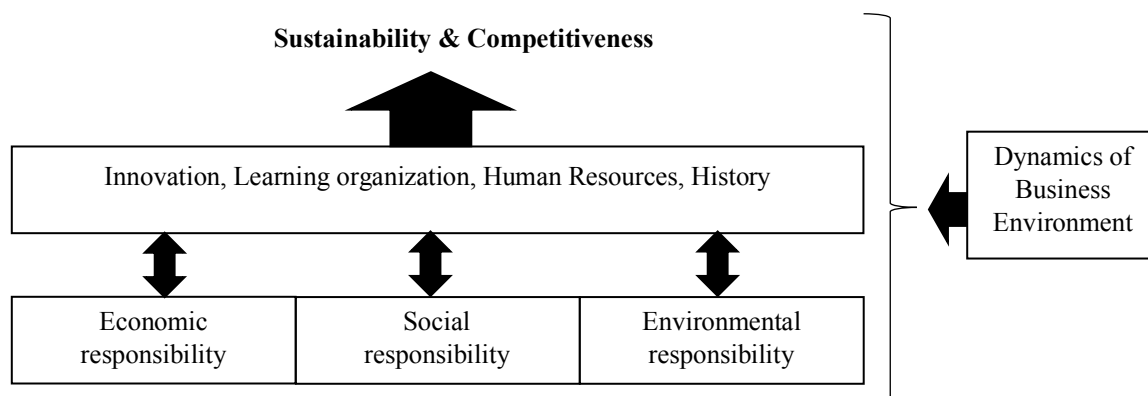 Sustainability & Competitiveness
Innovation, Learning organization, Human Resources, History
Dynamics of
Business
Environment
Economic
responsibility
Social
responsibility
Environmental
responsibility